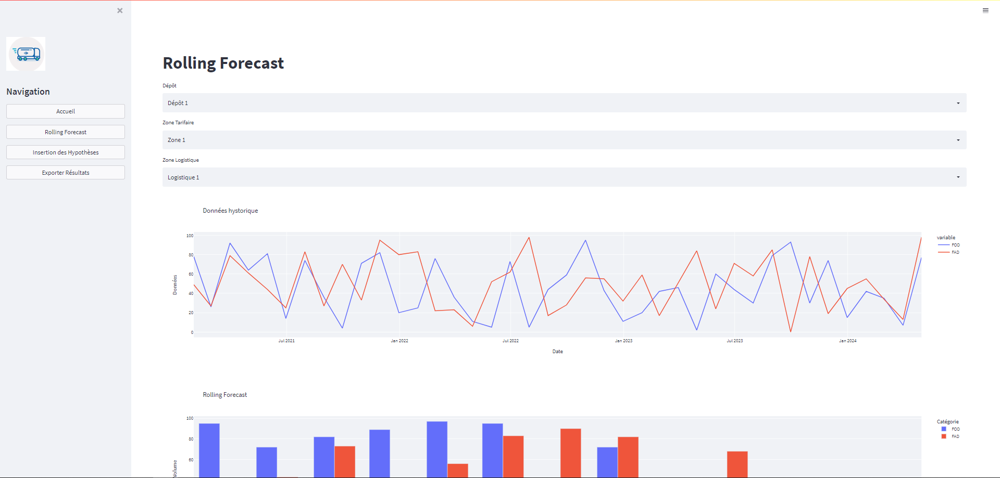 ×
Navigation
Accueil
Rolling Forecast
Insertion des Hypothèses
Exporter Résultats
Rolling Forecast
Dépôt
Dépôt 1
Zone Tarifaire
Zone 1
Zone Logistique
Logistique 1
Données hystorique
Données
100
80
60
40
20
0
Jul 2021 Jan 2022 Jul 2022 Jan 2023 Jul 2023 Jan 2024
Date
variable
FOD
FAD
Rolling Forecast
Volume
100
80
60
Catégorie
FOD
FAD